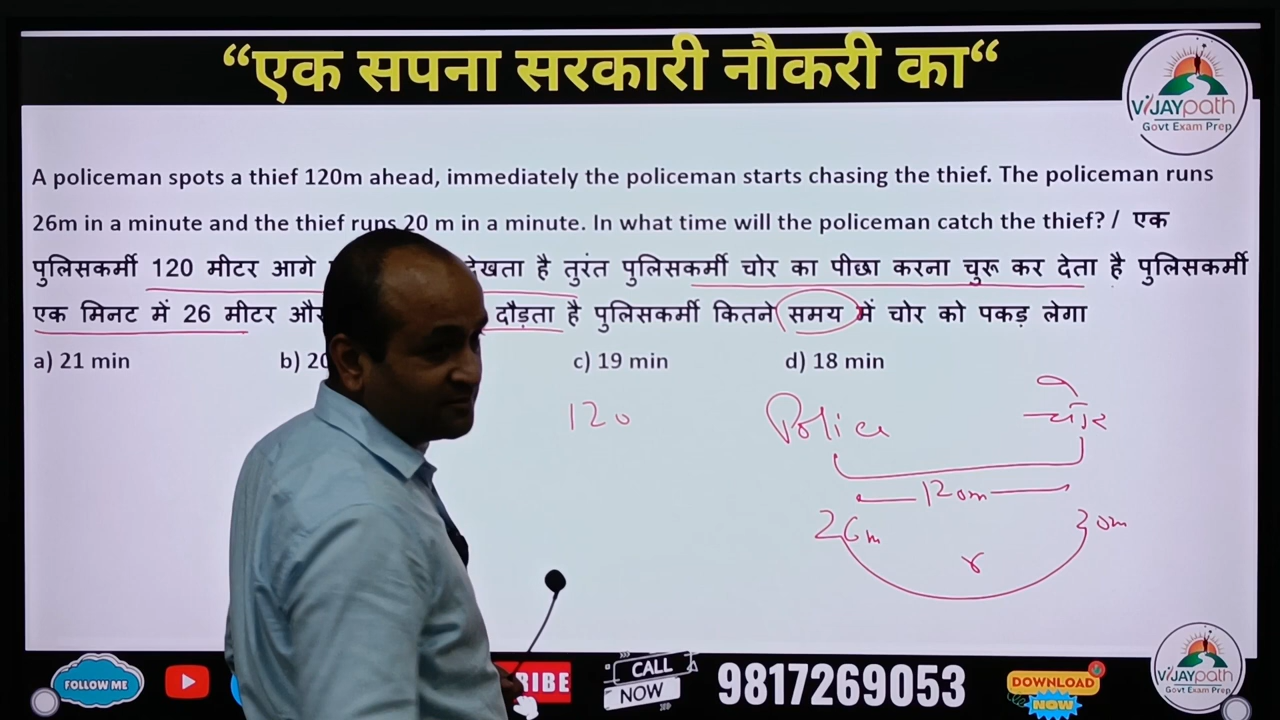 “एक सपना सरकारी नौकरी का“
VIJAYpath
Govt Exam Prep
A policeman spots a thief 120m ahead, immediately the policeman starts chasing the thief. The policeman runs
26m in a minute and the thief runs 20 m in a minute. In what time will the policeman catch the thief? / एक
पुलिसकर्मी 120 मीटर आगे देखता है तुरंत पुलिसकर्मी चोर का पीछा करना चुरू कर देता है पुलिसकर्मी
एक मिनट में 26 मीटर और दौड़ता है पुलिसकर्मी कितने समय में चोर को पकड़ लेगा
a) 21 min b) 20 c) 19 min d) 18 min
120 Police चोर
120m
26m 20m
FOLLOW ME
IBE
CALL
NOW
9817269053
DOWNLOAD
NOW
VIJAYpath
Govt Exam Prep